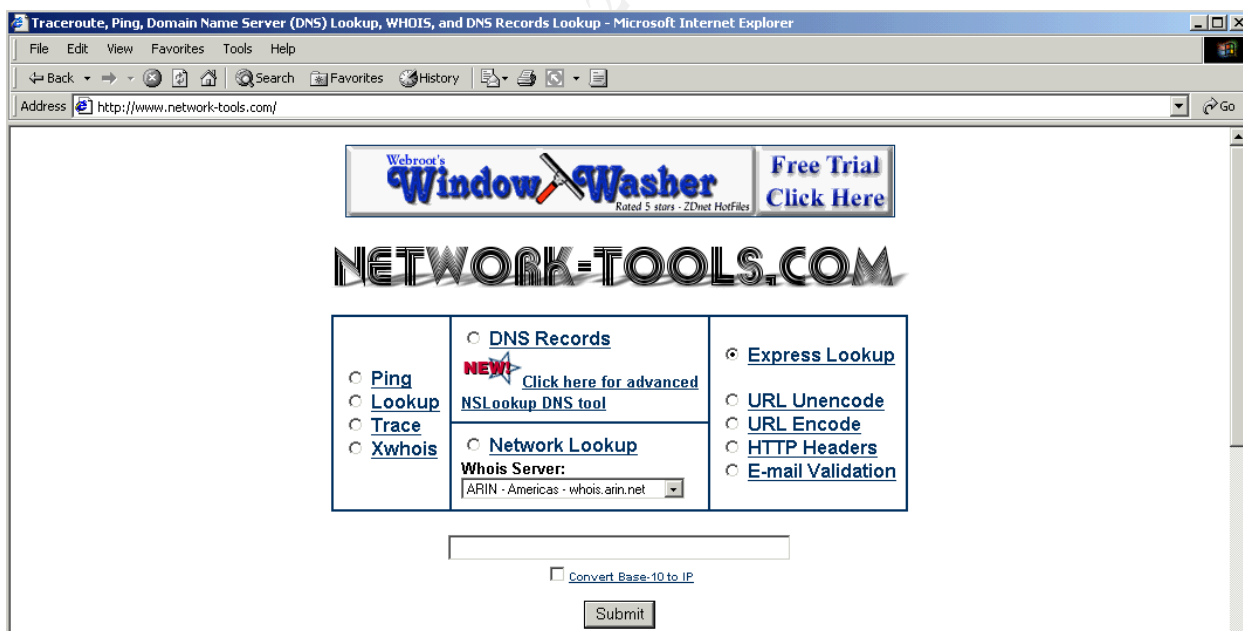 Traceroute, Ping, Domain Name Server (DNS) Lookup, WHOIS, and DNS Records Lookup - Microsoft Internet Explorer
File Edit View Favorites Tools Help
Back Search Favorites History
Address http://www.network-tools.com/ Go
Webroot's
Window Washer
Rated 5 stars - ZDnet HotFiles
Free Trial
Click Here
NETWORK-TOOLS.COM
Ping
Lookup
Trace
Xwhois
DNS Records
NEW! Click here for advanced
NSLookup DNS tool
Network Lookup
Whois Server:
ARIN - Americas - whois.arin.net
Express Lookup
URL Unencode
URL Encode
HTTP Headers
E-mail Validation
Convert Base-10 to IP
Submit